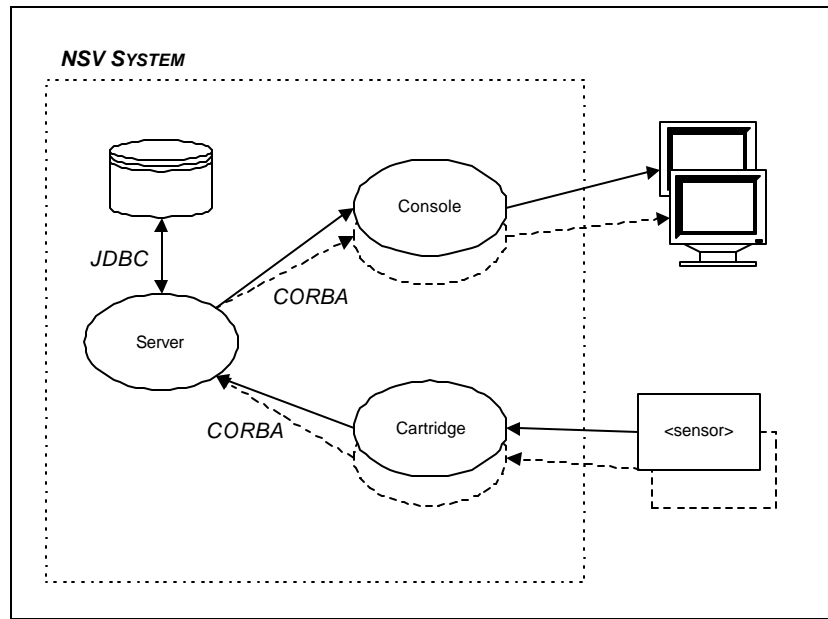 NSV SYSTEM
Console
JDBC
CORBA
Server
CORBA
Cartridge
<sensor>